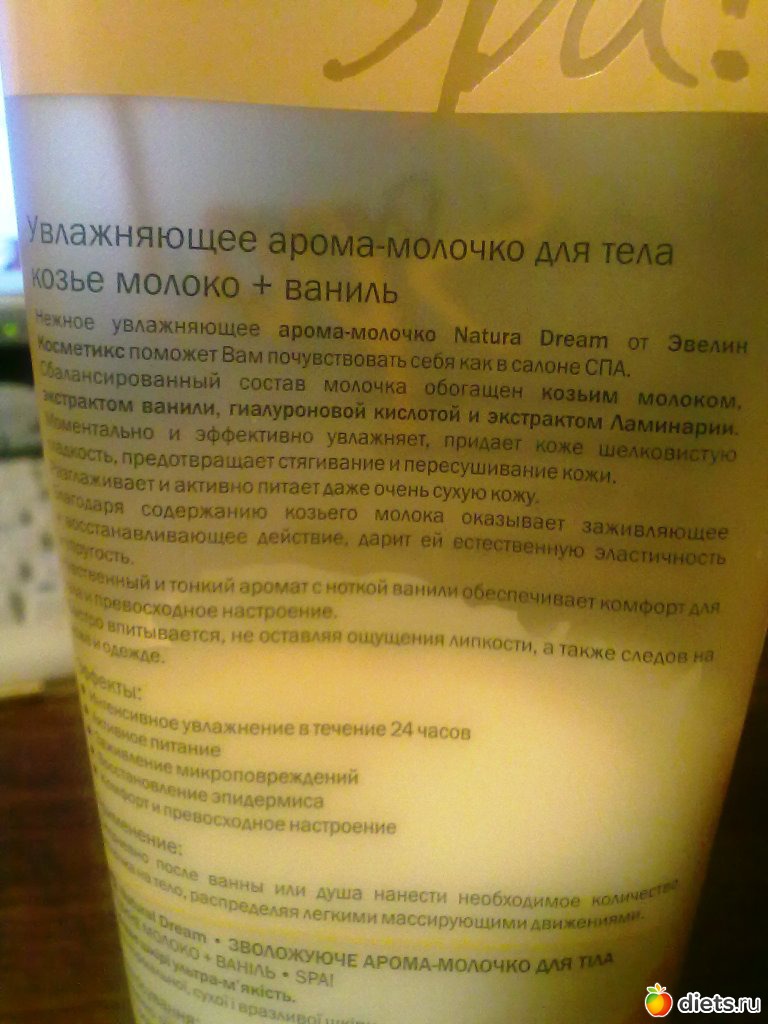 spa!
Увлажняющее арома-молочко для тела
козье молоко + ваниль
Нежное увлажняющее арома-молочко Natura Dream от Эвелин
Косметикс поможет Вам почувствовать себя как в салоне СПА.
Сбалансированный состав молочка обогащен козьим молоком,
экстрактом ванили, гиалуроновой кислотой и экстрактом Ламинарии.
Моментально и эффективно увлажняет, придает коже шелковистую
гладкость, предотвращает стягивание и пересушивание кожи.
Разглаживает и активно питает даже очень сухую кожу.
Благодаря содержанию козьего молока оказывает заживляющее
и восстанавливающее действие, дарит ей естественную эластичность
упругость.
и тонкий аромат с ноткой ванили обеспечивает комфорт для
и превосходное настроение.
впитывается, не оставляя ощущения липкости, а также следов на
и одежде.
Эффекты:
• Интенсивное увлажнение в течение 24 часов
• Активное питание
• Заживление микроповреждений
• Восстановление эпидермиса
• Комфорт и превосходное настроение
Применение:
после ванны или душа нанести необходимое количество
на тело, распределяя легкими массирующими движениями.
Natural Dream • ЗВОЛОЖУЮЧЕ АРОМА-МОЛОЧКО ДЛЯ ТІЛА
МОЛОКО + ВАНІЛЬ • SPA!
шкірі ультра-м'якість.
сухої і вразливої
diets.ru